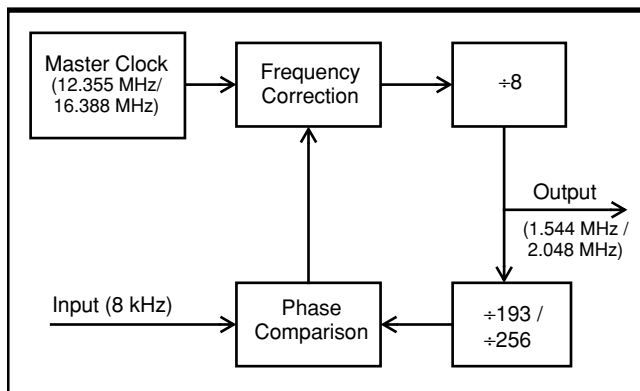 Master Clock
(12.355 MHz/
16.388 MHz)
Frequency
Correction
÷8
Output
(1.544 MHz /
2.048 MHz)
Input (8 kHz)
Phase
Comparison
÷193 /
÷256